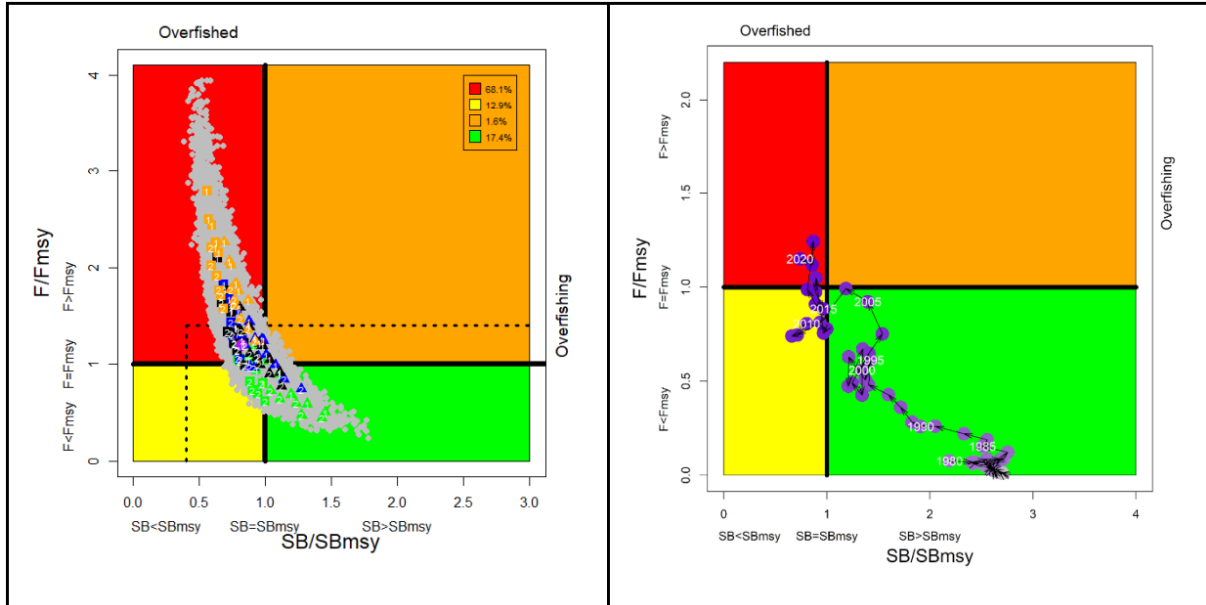 Overfished
F/Fmsy
F<Fmsy F=Fmsy F>Fmsy
4
3
2
1
0
68.1%
12.9%
1.6%
17.4%
Overfishing
0.0 0.5 1.0 1.5 2.0 2.5 3.0
SB<SBmsy SB=SBmsy SB>SBmsy
SB/SBmsy
Overfished
F/Fmsy
F<Fmsy F=Fmsy F>Fmsy
2.0
1.5
1.0
0.5
0.0
2020
2015
2010
2005
1995
2000
1990
1985
1980
Overfishing
0 1 2 3 4
SB<SBmsy SB=SBmsy SB>SBmsy
SB/SBmsy